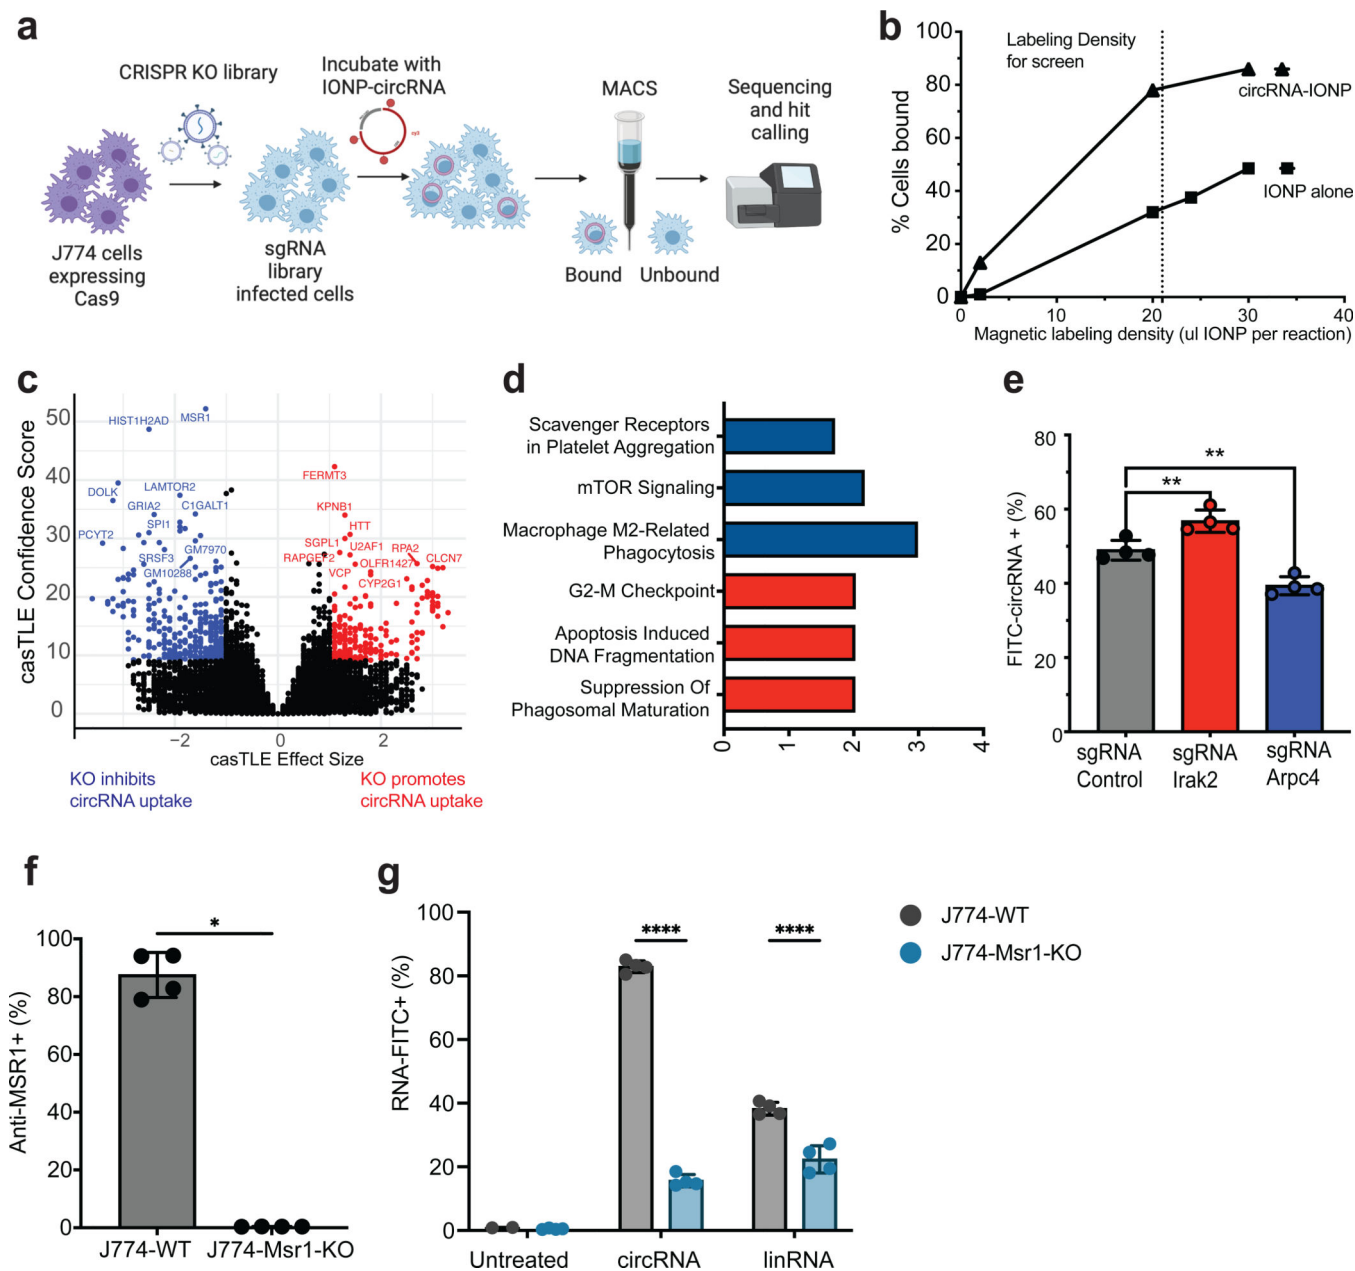 a
CRISPR KO library
Incubate with
IONP-circRNA
MACS
Sequencing
and hit
calling
J774 cells
expressing
Cas9
sgRNA
library
infected cells
Bound
Unbound
b
% Cells bound
100
80
60
40
20
0
Labeling Density
for screen
circRNA-IONP
IONP alone
0
10
20
30
40
Magnetic labeling density (ul IONP per reaction)
c
casTLE Confidence Score
50
40
30
20
10
0
HIST1H2AD
MSR1
FERMT3
DOLK
LAMTOR2
GRIA2
C1GALT1
KPNB1
SPI1
HTT
PCYT2
SGPL1
U2AF1
RPA2
SRSF3
GM7970
RAPGEF2
OLFR1427
CLCN7
GM10288
VCP
CYP2G1
−2
0
2
casTLE Effect Size
KO inhibits
circRNA uptake
KO promotes
circRNA uptake
d
Scavenger Receptors
in Platelet Aggregation
mTOR Signaling
Macrophage M2-Related
Phagocytosis
G2-M Checkpoint
Apoptosis Induced
DNA Fragmentation
Suppression Of
Phagosomal Maturation
0
1
2
3
4
e
FITC-circRNA + (%)
80
60
40
20
0
**
**
sgRNA
Control
sgRNA
Irak2
sgRNA
Arpc4
f
Anti-MSR1+ (%)
100
80
60
40
20
0
*
J774-WT
J774-Msr1-KO
g
RNA-FITC+ (%)
100
80
60
40
20
0
****
****
Untreated
circRNA
linRNA
J774-WT
J774-Msr1-KO